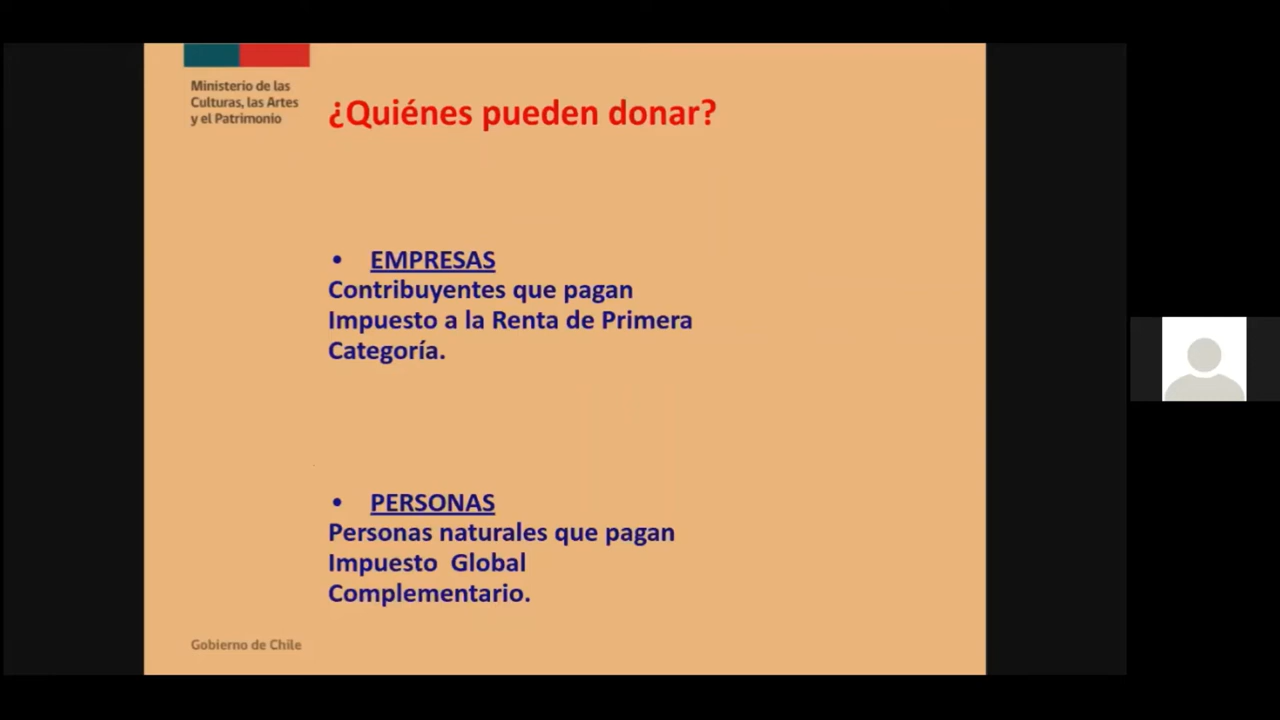 Ministerio de las
Culturas, las Artes
y el Patrimonio
¿Quiénes pueden donar?
• EMPRESAS
Contribuyentes que pagan
Impuesto a la Renta de Primera
Categoría.
• PERSONAS
Personas naturales que pagan
Impuesto Global
Complementario.
Gobierno de Chile